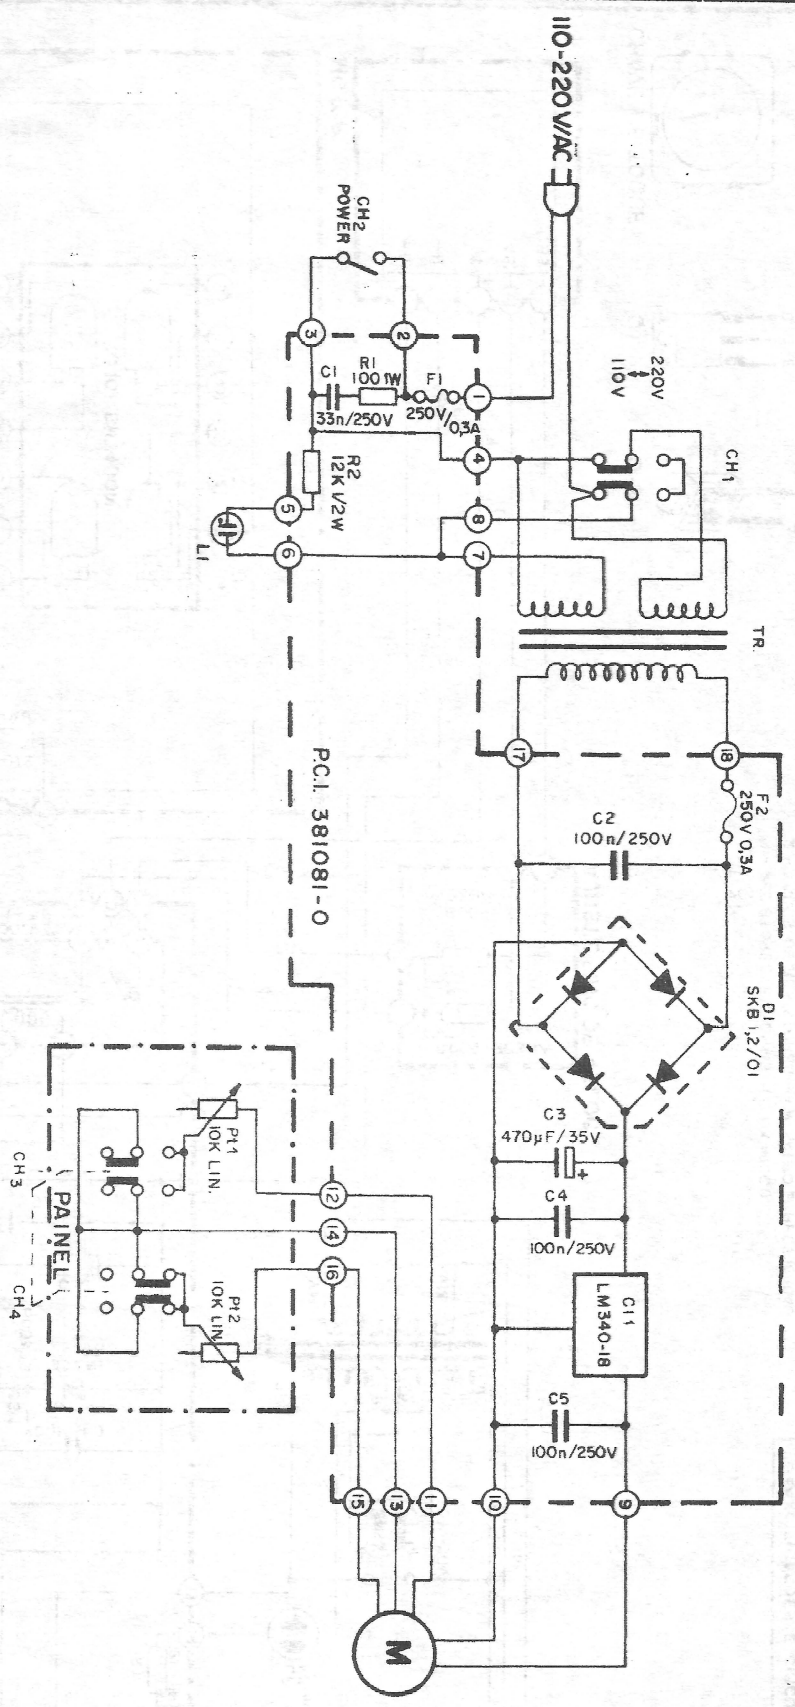 110-220V/AC
CH2
POWER
220V
110V
CH1
3
2
1
C1
R1
100 1W
F1
33n/250V
250V/0,3A
4
R2
12K 1/2W
5
8
L1
6
7
TR.
P.C.I. 381081-0
17
18
F2
250V 0,3A
C2
100n/250V
D1
SKB 1,2/01
C3
470µF/35V
+
C4
100n/250V
CI1
LM340-18
C5
100n/250V
Pt1
10K LIN.
12
14
16
CH3
PAINEL
CH4
Pt2
10K LIN.
15
13
11
10
9
M